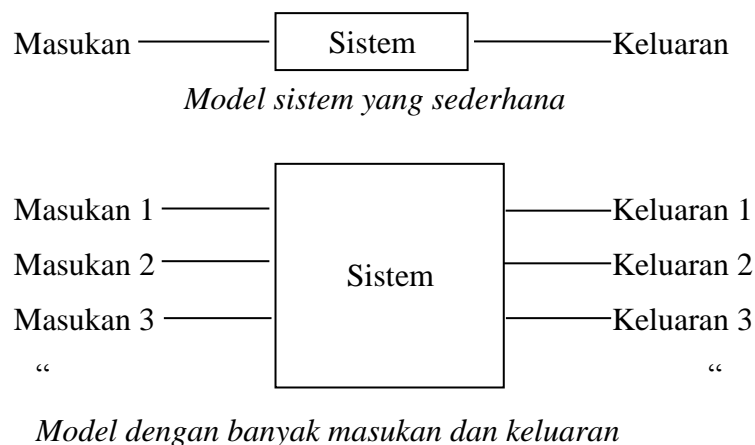 Masukan Sistem Keluaran
Model sistem yang sederhana
Masukan 1 Keluaran 1
Masukan 2 Keluaran 2
Sistem
Masukan 3 Keluaran 3
“ “
Model dengan banyak masukan dan keluaran